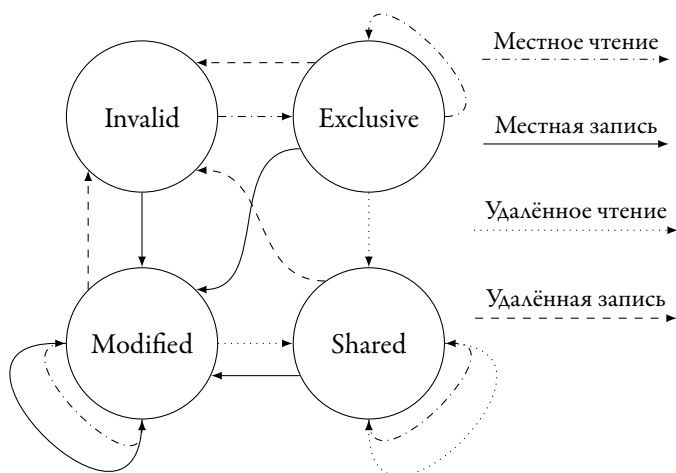 Invalid
Exclusive
Modified
Shared
Местное чтение
Местная запись
Удалённое чтение
Удалённая запись